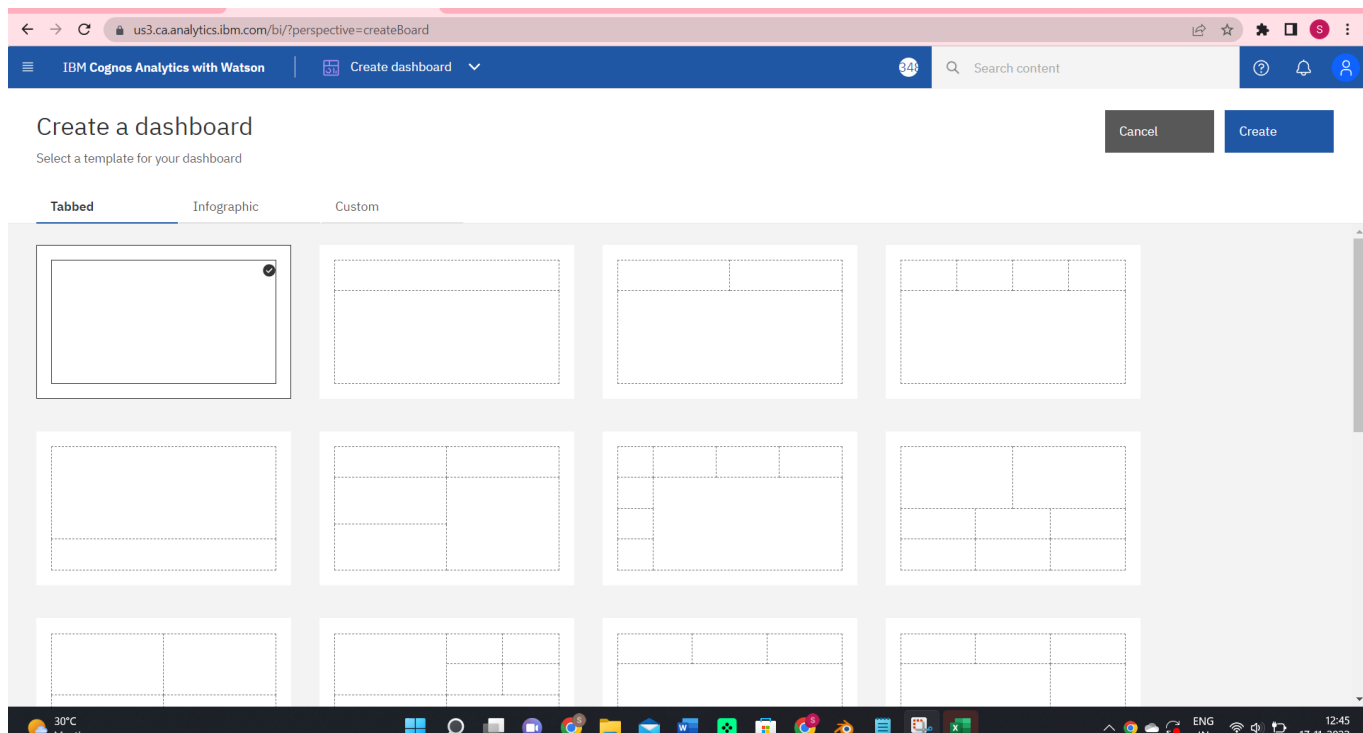 us3.ca.analytics.ibm.com/bi/?perspective=createBoard
S
IBM Cognos Analytics with Watson
Create dashboard
348
Search content
Create a dashboard
Cancel
Create
Select a template for your dashboard
Tabbed
Infographic
Custom
30°C
ENG
12:45